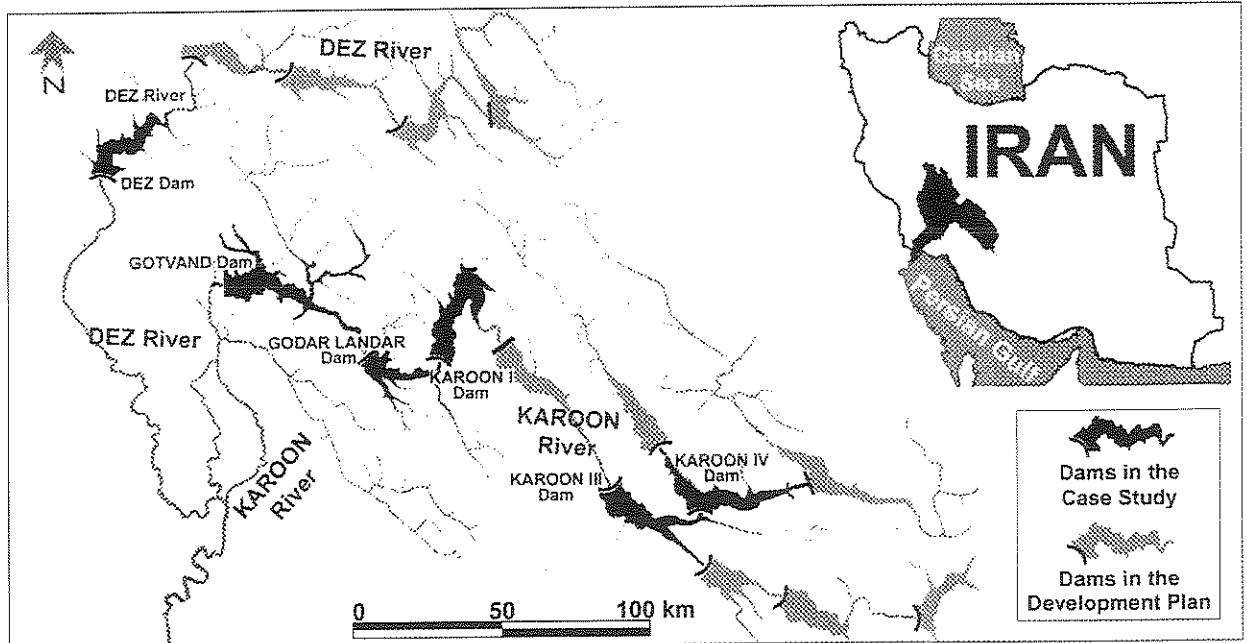 N
DEZ River
DEZ River
DEZ Dam
GOTVAND Dam
DEZ River
GODAR LANDAR
Dam
KAROON I
Dam
KAROON
River
KAROON
River
KAROON IV
Dam
KAROON III
Dam
0 50 100 km
Caspian
Sea
IRAN
Persian Gulf
Dams in the
Case Study
Dams in the
Development Plan